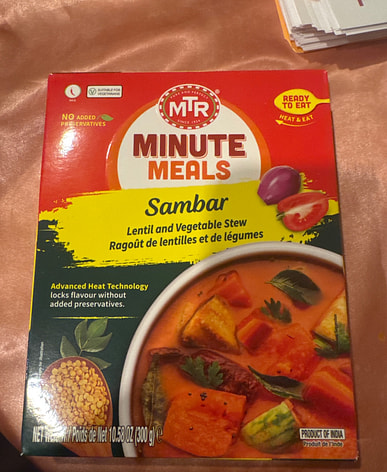 SUITABLE FOR
VEGETARIANS
NO ADDED
PRESERVATIVES
MTR
SINCE 1924
READY
TO EAT
HEAT & EAT
MINUTE
MEALS
Sambar
Lentil and Vegetable Stew
Ragoût de lentilles et de légumes
Advanced Heat Technology
locks flavour without
added preservatives.
NET WEIGHT/ Poids de Net 10.58 OZ (300 g) ℮
PRODUCT OF INDIA
Produit de l'Inde